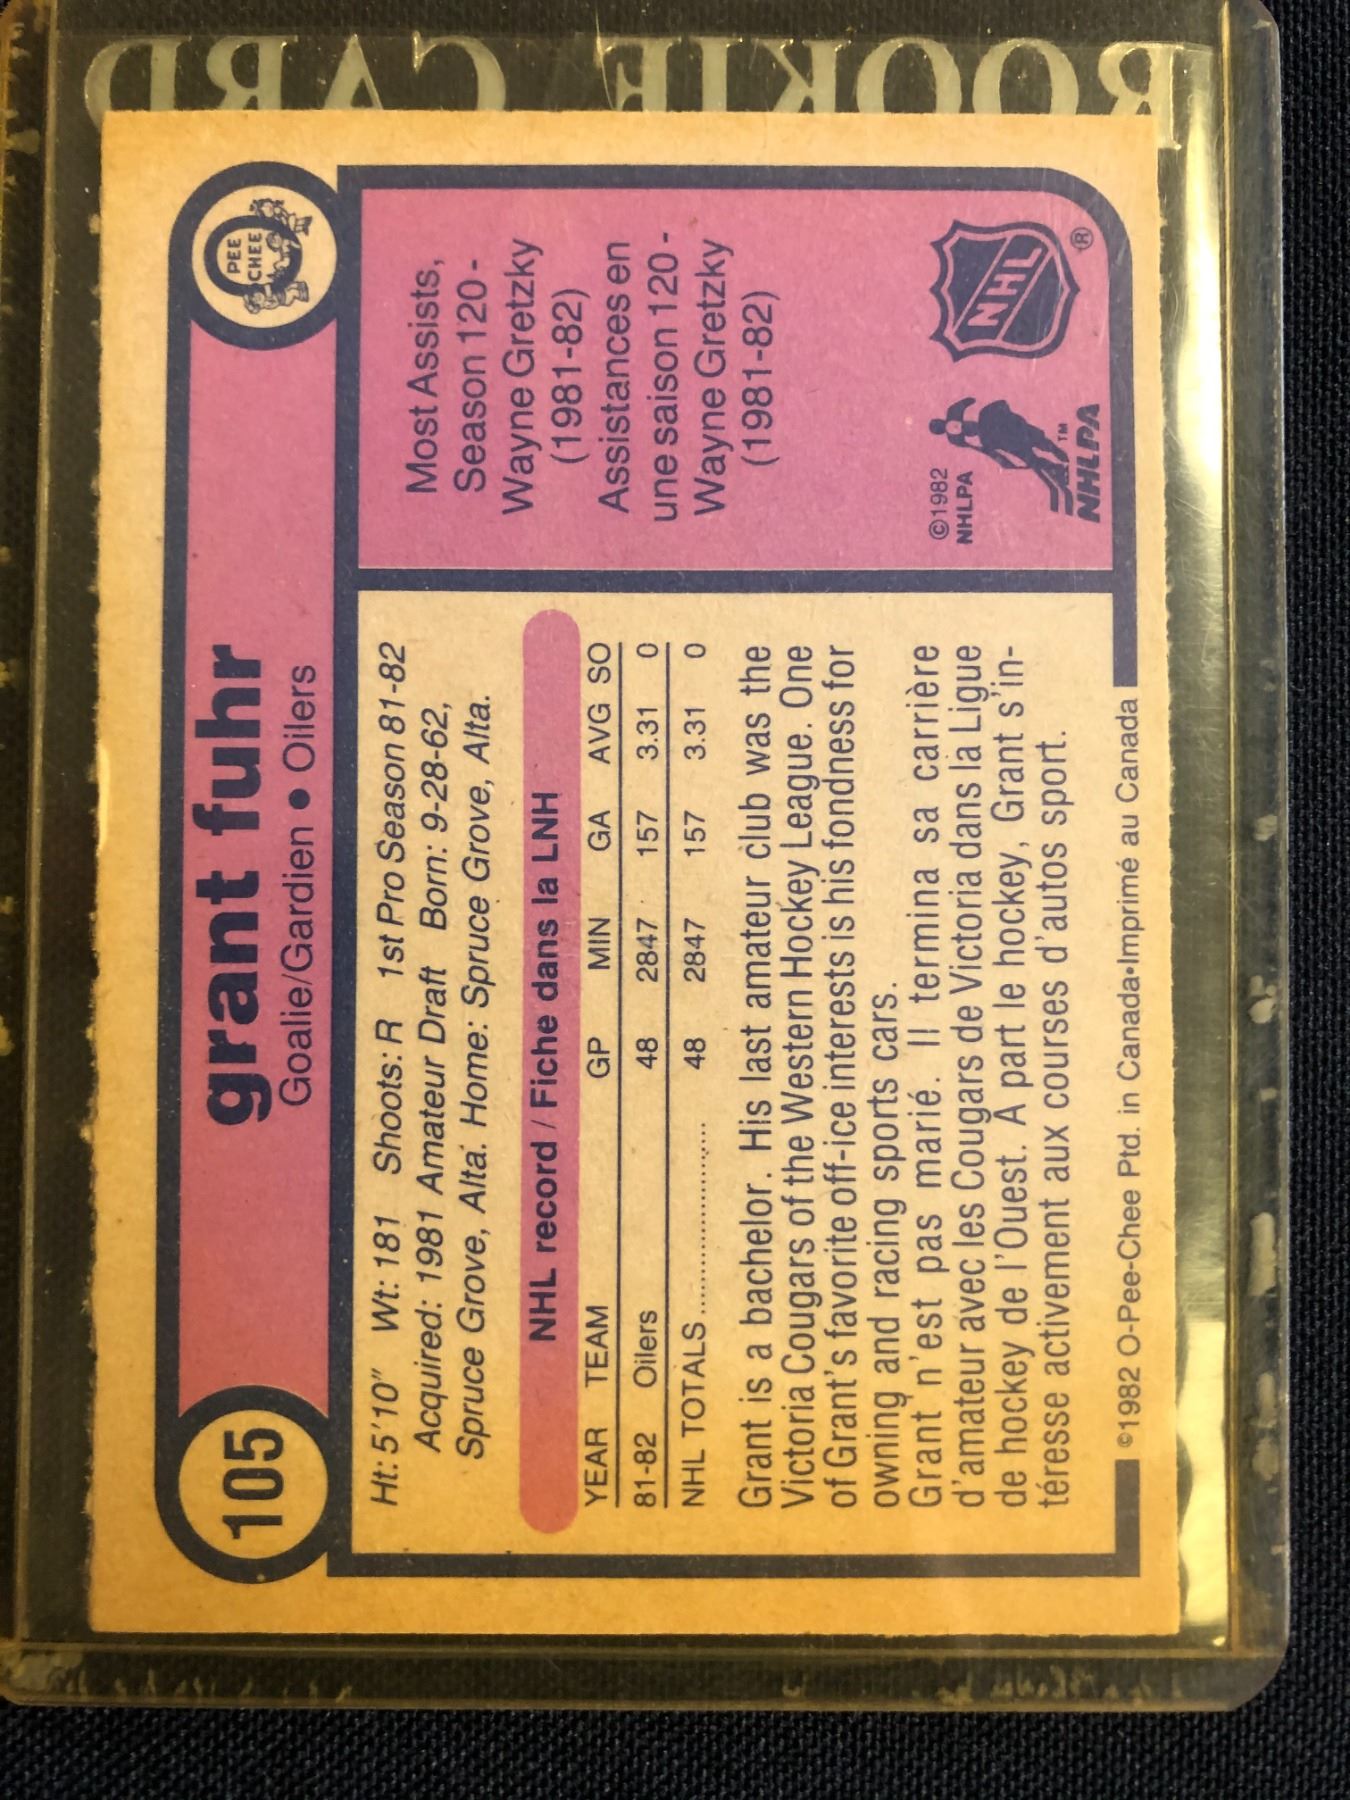 ROOKIE CARD
105
grant fuhr
Goalie/Gardien • Oilers
O
PEE
CHEE
Ht: 5'10" Wt: 181 Shoots: R 1st Pro Season 81-82
Acquired: 1981 Amateur Draft Born: 9-28-62,
Spruce Grove, Alta. Home: Spruce Grove, Alta.
NHL record / Fiche dans la LNH
YEAR TEAM GP MIN GA AVG SO
81-82 Oilers 48 2847 157 3.31 0
NHL TOTALS .................... 48 2847 157 3.31 0
Grant is a bachelor. His last amateur club was the
Victoria Cougars of the Western Hockey League. One
of Grant's favorite off-ice interests is his fondness for
owning and racing sports cars.
Grant n'est pas marié. Il termina sa carrière
d'amateur avec les Cougars de Victoria dans la Ligue
de hockey de l'Ouest. A part le hockey, Grant s'in-
téresse activement aux courses d'autos sport.
©1982 O-Pee-Chee Ptd. in Canada•Imprimé au Canada
Most Assists,
Season 120 -
Wayne Gretzky
(1981-82)
Assistances en
une saison 120 -
Wayne Gretzky
(1981-82)
©1982
NHLPA
NHLPA
TM
NHL
®